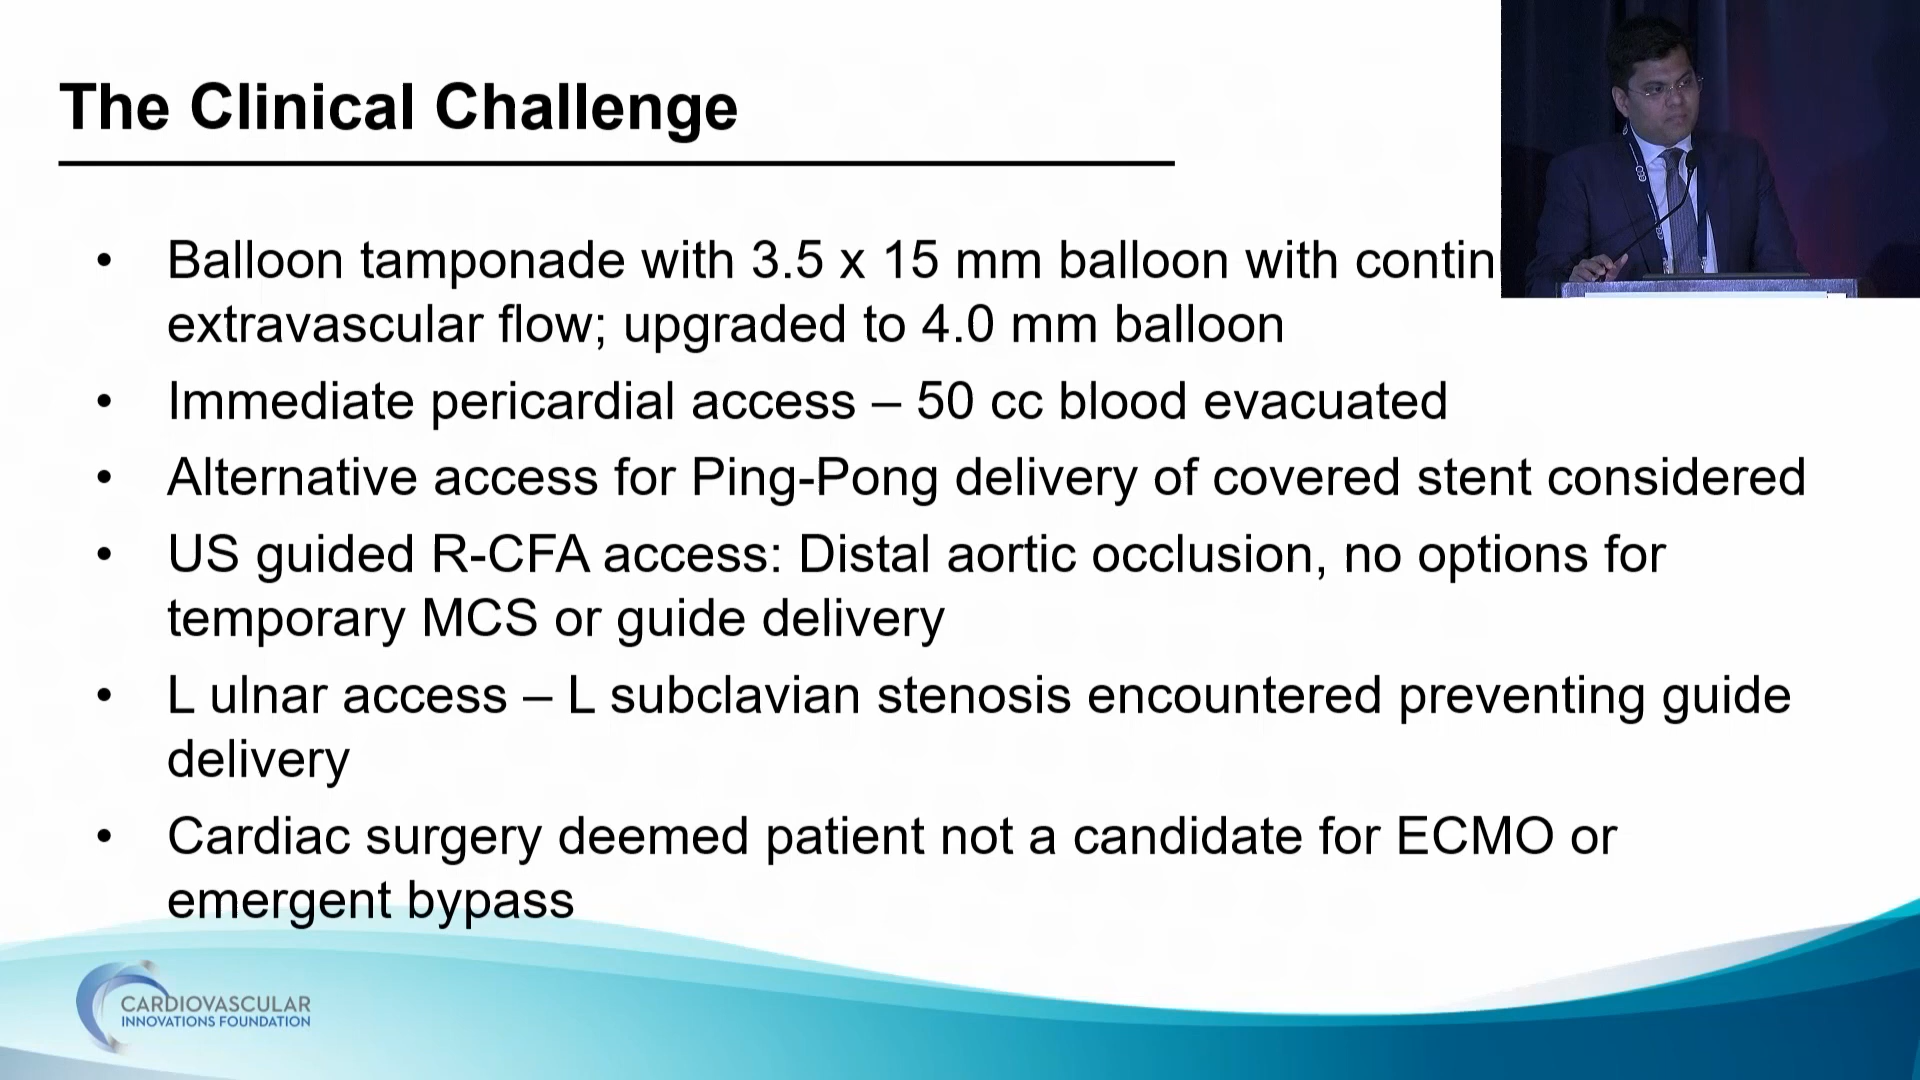 The Clinical Challenge
• Balloon tamponade with 3.5 x 15 mm balloon with
extravascular flow; upgraded to 4.0 mm balloon
• Immediate pericardial access – 50 cc blood evacuated
• Alternative access for Ping-Pong delivery of covered stent considered
• US guided R-CFA access: Distal aortic occlusion, no options for
temporary MCS or guide delivery
• L ulnar access – L subclavian stenosis encountered preventing guide
delivery
• Cardiac surgery deemed patient not a candidate for ECMO or
emergent bypass
CARDIOVASCULAR
INNOVATIONS FOUNDATION